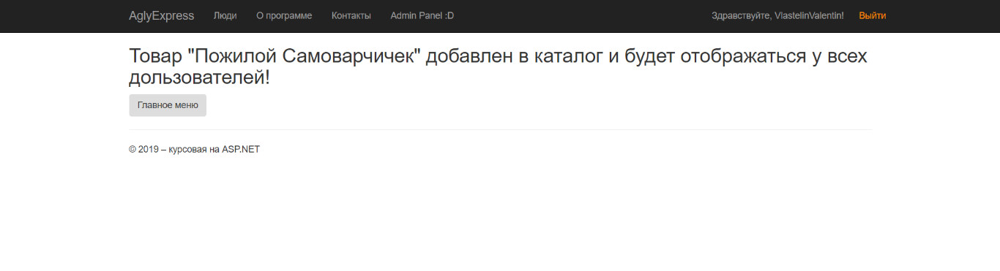 AglyExpress Люди О программе Контакты Admin Panel :D Здравствуйте, VlastelinValentin! Выйти
Товар "Пожилой Самоварчичек" добавлен в каталог и будет отображаться у всех
дользователей!
Главное меню
© 2019 – курсовая на ASP.NET